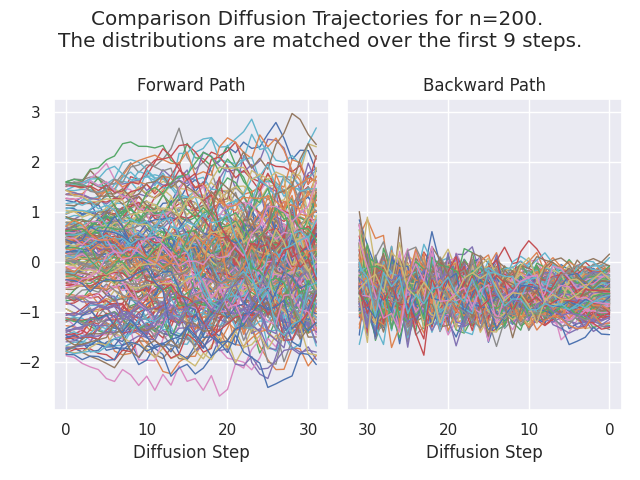 Comparison Diffusion Trajectories for n=200.
The distributions are matched over the first 9 steps.
Forward Path
Backward Path
3
2
1
0
−1
−2
0 10 20 30
30 20 10 0
Diffusion Step
Diffusion Step